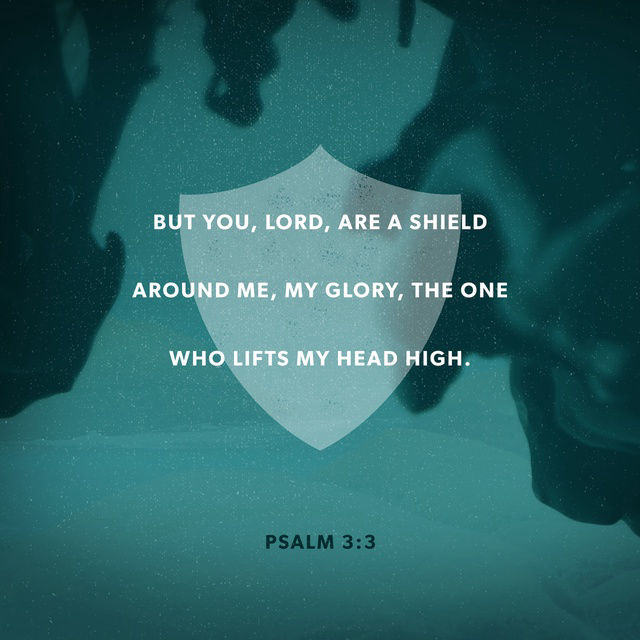 BUT YOU, LORD, ARE A SHIELD
AROUND ME, MY GLORY, THE ONE
WHO LIFTS MY HEAD HIGH.
PSALM 3:3